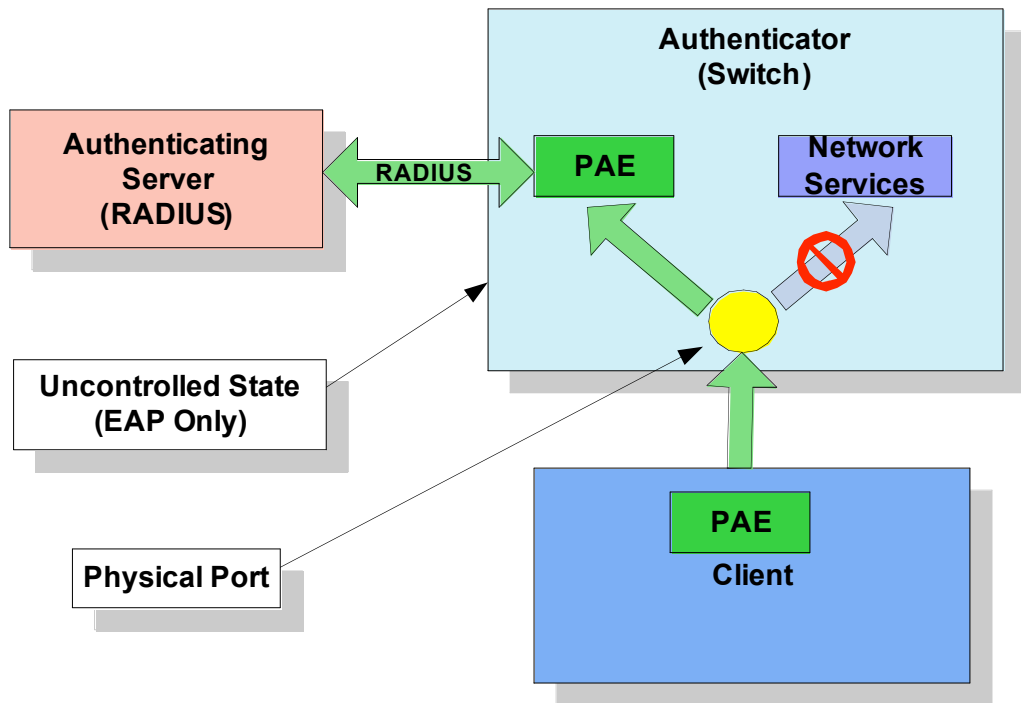 Authenticator
(Switch)
Authenticating
Server
(RADIUS)
RADIUS
PAE
Network
Services
Uncontrolled State
(EAP Only)
Physical Port
PAE
Client